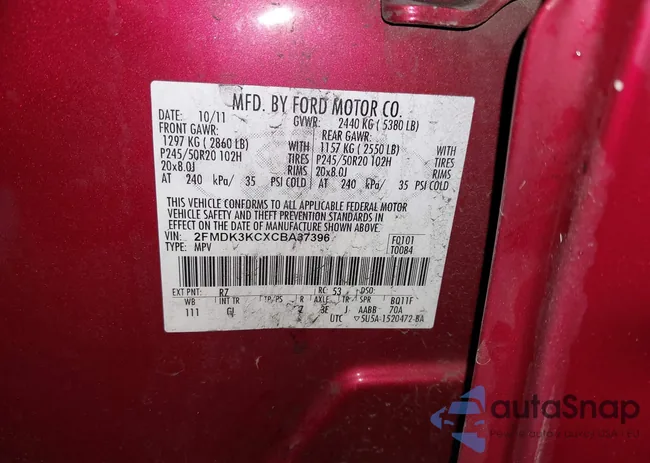 MFD. BY FORD MOTOR CO.
DATE: 10/11 GVWR: 2440 KG ( 5380 LB)
FRONT GAWR: REAR GAWR:
1297 KG ( 2860 LB) WITH 1157 KG ( 2550 LB) WITH
P245/50R20 102H TIRES P245/50R20 102H TIRES
20x8.0J RIMS 20x8.0J RIMS
AT 240 kPa/ 35 PSI COLD AT 240 kPa/ 35 PSI COLD
THIS VEHICLE CONFORMS TO ALL APPLICABLE FEDERAL MOTOR
VEHICLE SAFETY AND THEFT PREVENTION STANDARDS IN
EFFECT ON THE DATE OF MANUFACTURE SHOWN ABOVE.
VIN: 2FMDK3KCXCBA37396 FQ101
TYPE: MPV T0084
EXT PNT: RZ RC: 53 DSO:
WB INT TR TP/PS R AXLE TR SPR BQ11F
111 GJ 3E J AABB 70A
UTC 5U5A-1520472-BA
autaSnap